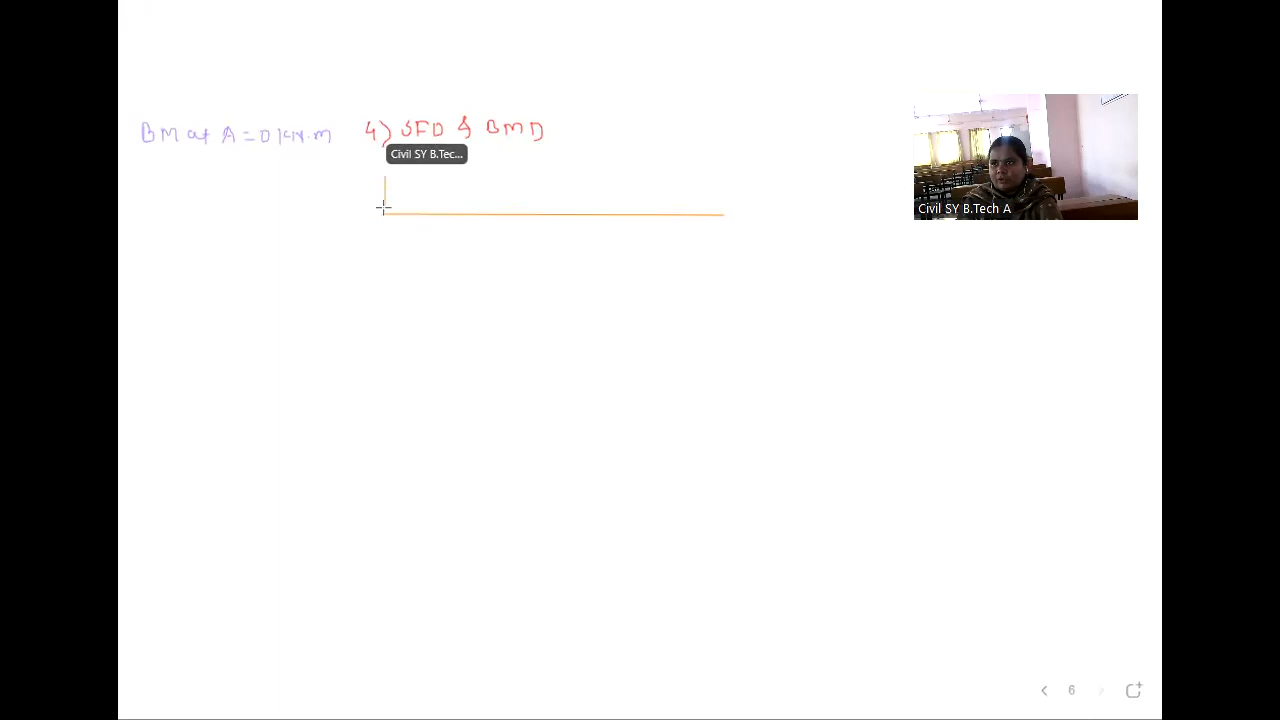 BM at A = 0 kN.m
4) SFD & BMD
Civil SY B.Tec...
Civil SY B.Tech A
6